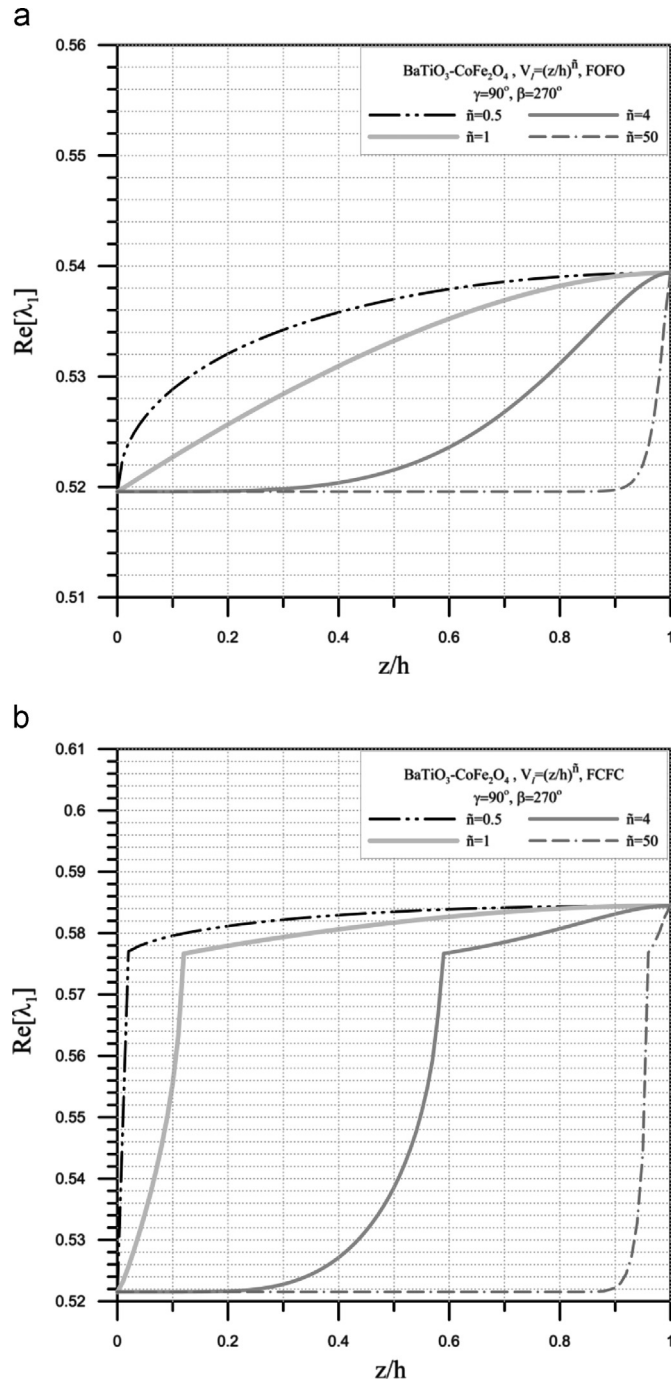 a
0.56
0.55
0.54
0.53
0.52
0.51
Re[λ₁]
BaTiO₃-CoFe₂O₄ , V_I=(z/h)^ñ, FOFO
γ=90°, β=270°
ñ=0.5 ñ=4
ñ=1 ñ=50
0 0.2 0.4 0.6 0.8 1
z/h
b
0.61
0.6
0.59
0.58
0.57
0.56
0.55
0.54
0.53
0.52
Re[λ₁]
BaTiO₃-CoFe₂O₄ , V_I=(z/h)^ñ, FCFC
γ=90°, β=270°
ñ=0.5 ñ=4
ñ=1 ñ=50
0 0.2 0.4 0.6 0.8 1
z/h